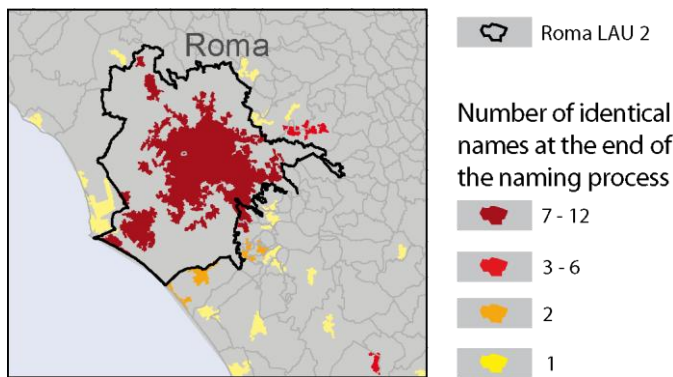 Roma
Roma LAU 2
Number of identical
names at the end of
the naming process
7 - 12
3 - 6
2
1